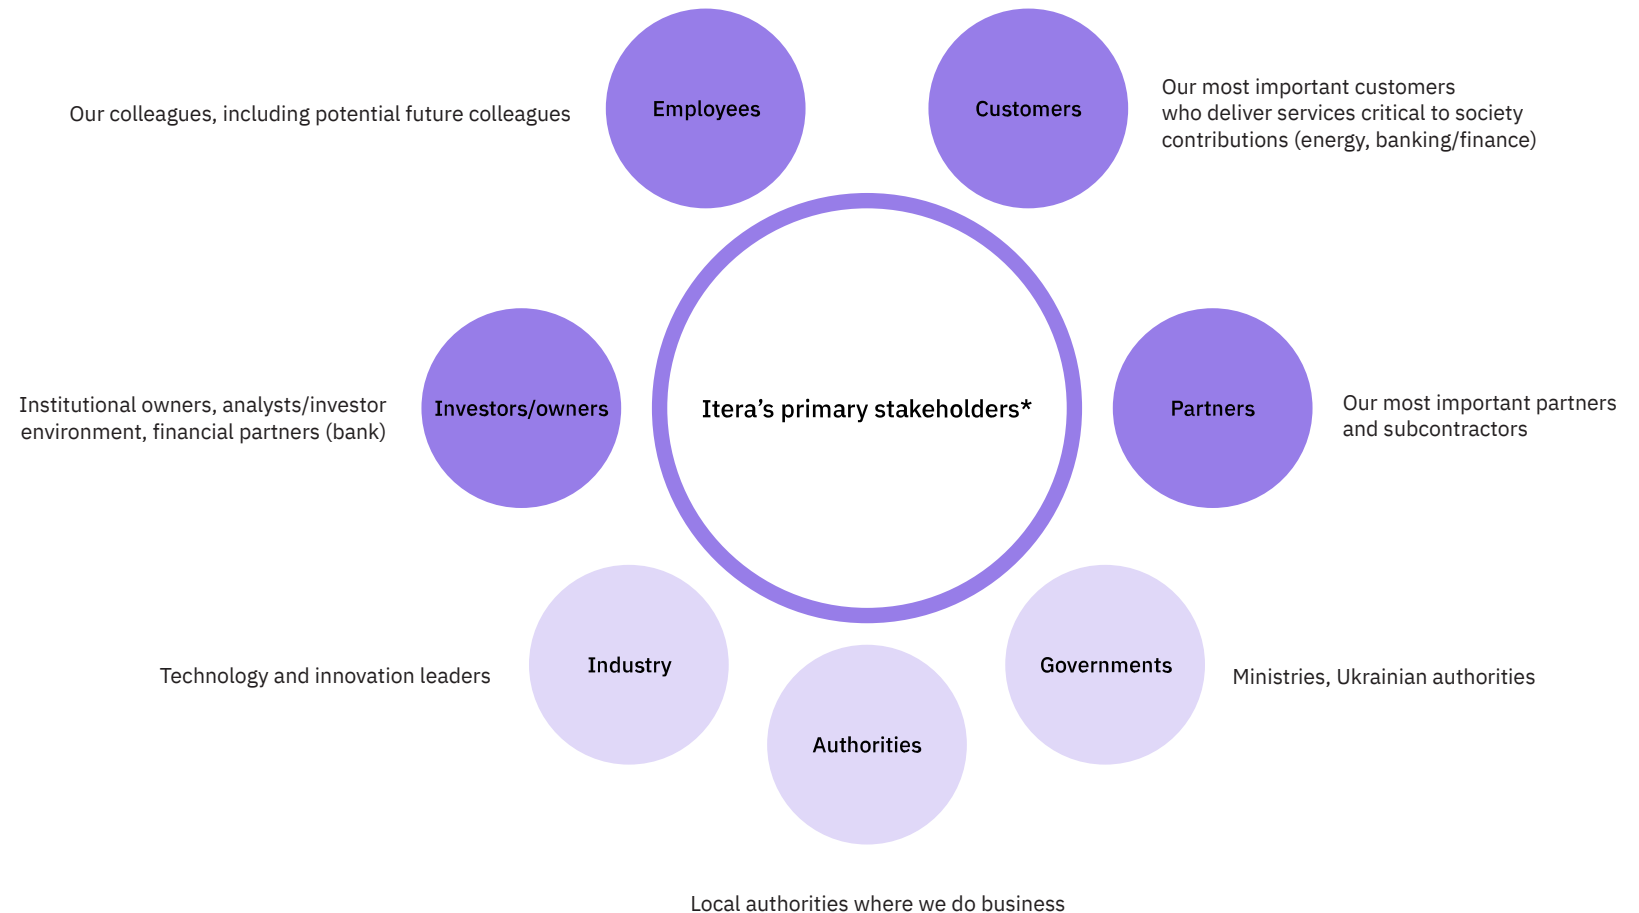 Employees
Our colleagues, including potential future colleagues
Customers
Our most important customers
who deliver services critical to society
contributions (energy, banking/finance)
Investors/owners
Institutional owners, analysts/investor
environment, financial partners (bank)
Itera’s primary stakeholders*
Partners
Our most important partners
and subcontractors
Industry
Technology and innovation leaders
Governments
Ministries, Ukrainian authorities
Authorities
Local authorities where we do business